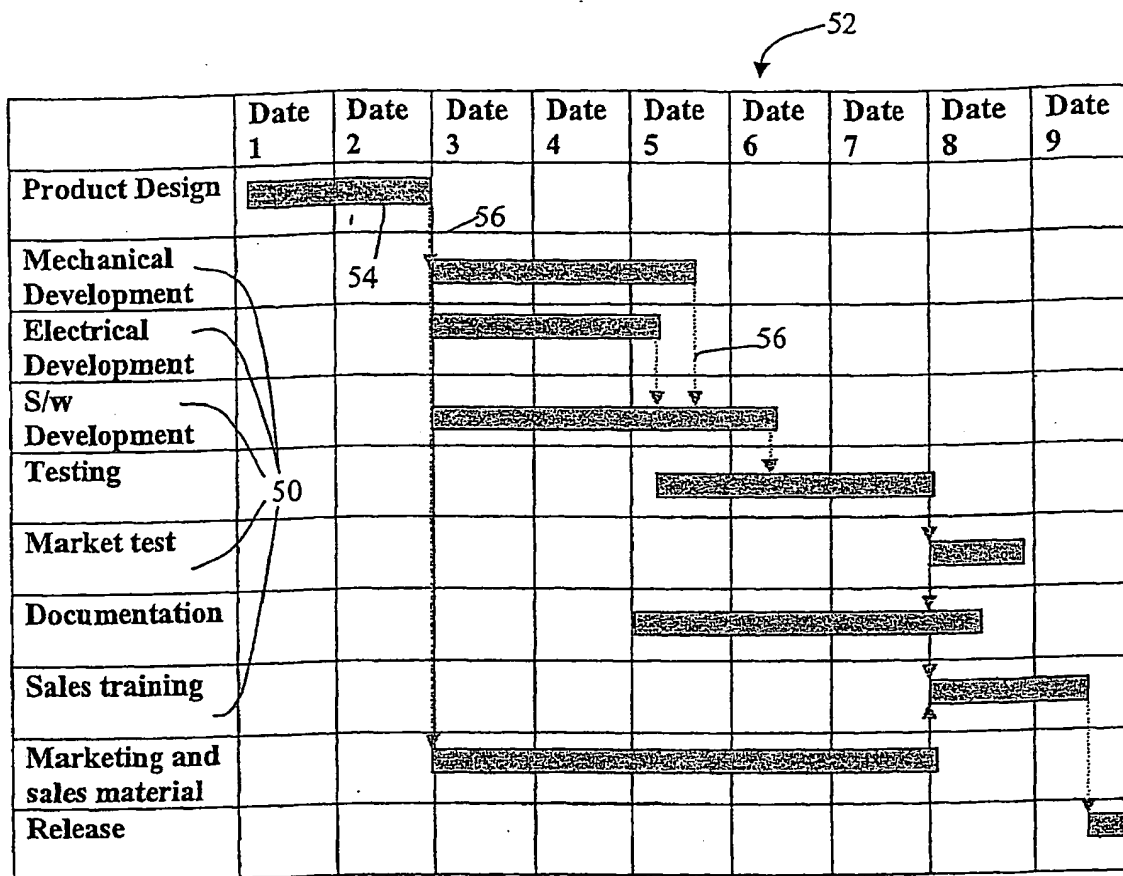 52
Date Date Date Date Date Date Date Date Date
1 2 3 4 5 6 7 8 9
Product Design
56
Mechanical
Development
54
Electrical
Development
56
S/w
Development
Testing
50
Market test
Documentation
Sales training
Marketing and
sales material
Release